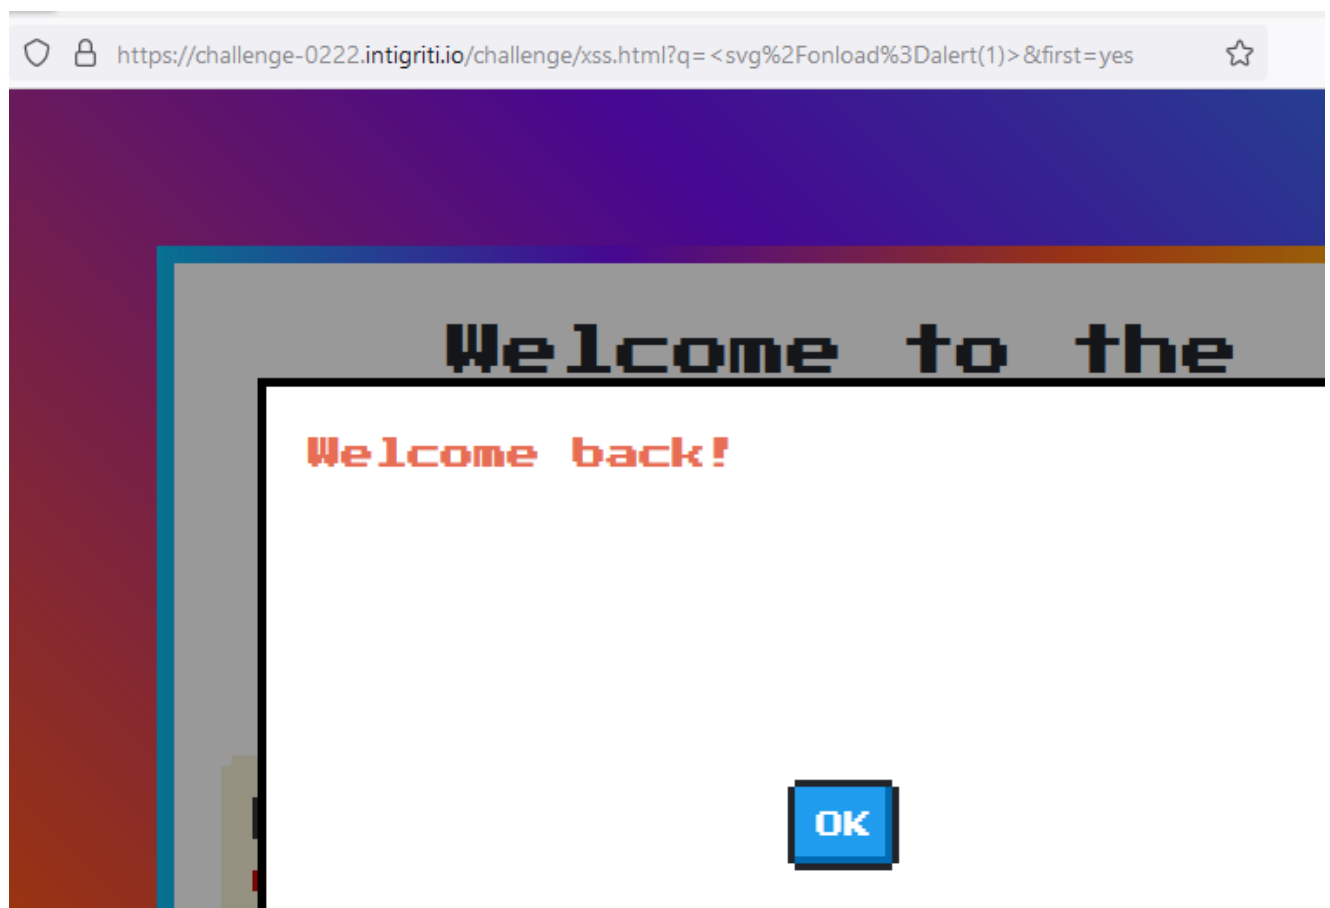 https://challenge-0222.intigriti.io/challenge/xss.html?q=<svg%2Fonload%3Dalert(1)>&first=yes
Welcome to the
Welcome back!
OK